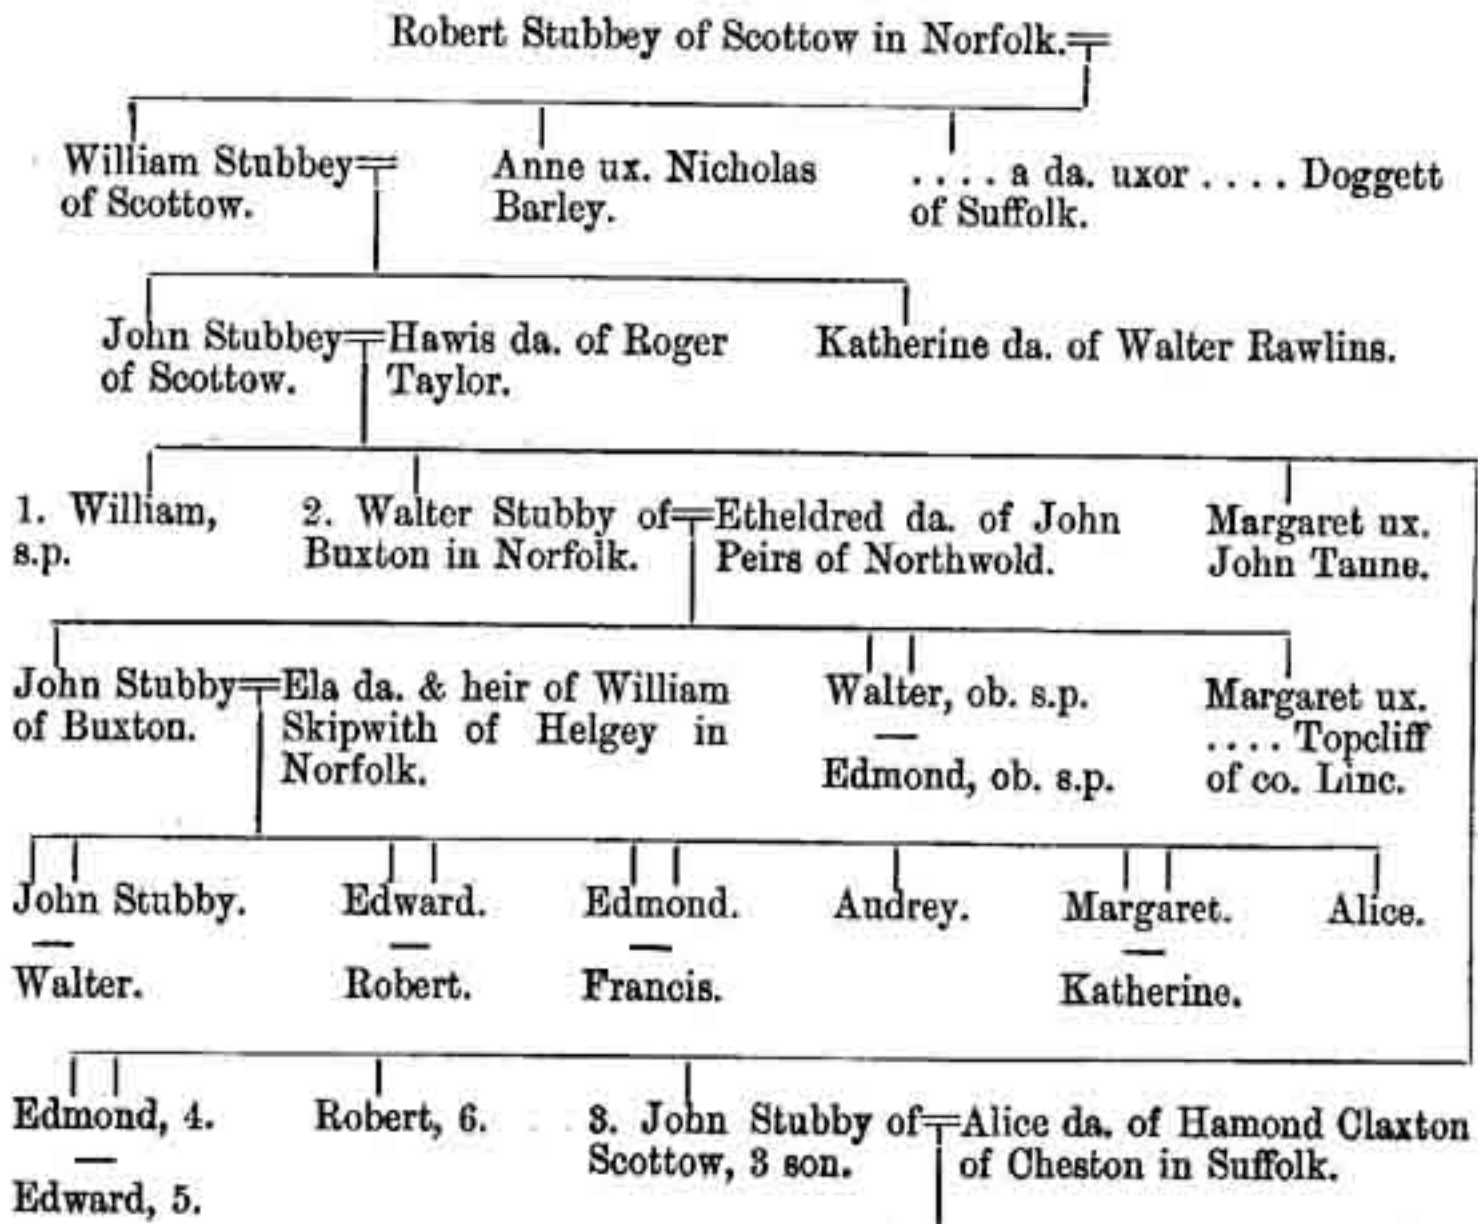 Robert Stubbey of Scottow in Norfolk.
William Stubbey
of Scottow.
Anne ux. Nicholas
Barley.
.... a da. uxor .... Doggett
of Suffolk.
John Stubbey
of Scottow.
Hawis da. of Roger
Taylor.
Katherine da. of Walter Rawlins.
1. William,
s.p.
2. Walter Stubby of
Buxton in Norfolk.
Etheldred da. of John
Peirs of Northwold.
Margaret ux.
John Tanne.
John Stubby
of Buxton.
Ela da. & heir of William
Skipwith of Helgey in
Norfolk.
Walter, ob. s.p.
Edmond, ob. s.p.
Margaret ux.
.... Topcliff
of co. Linc.
John Stubby.
Walter.
Edward.
Robert.
Edmond.
Francis.
Audrey.
Margaret.
Katherine.
Alice.
Edmond, 4.
Edward, 5.
Robert, 6.
3. John Stubby of
Scottow, 3 son.
Alice da. of Hamond Claxton
of Cheston in Suffolk.